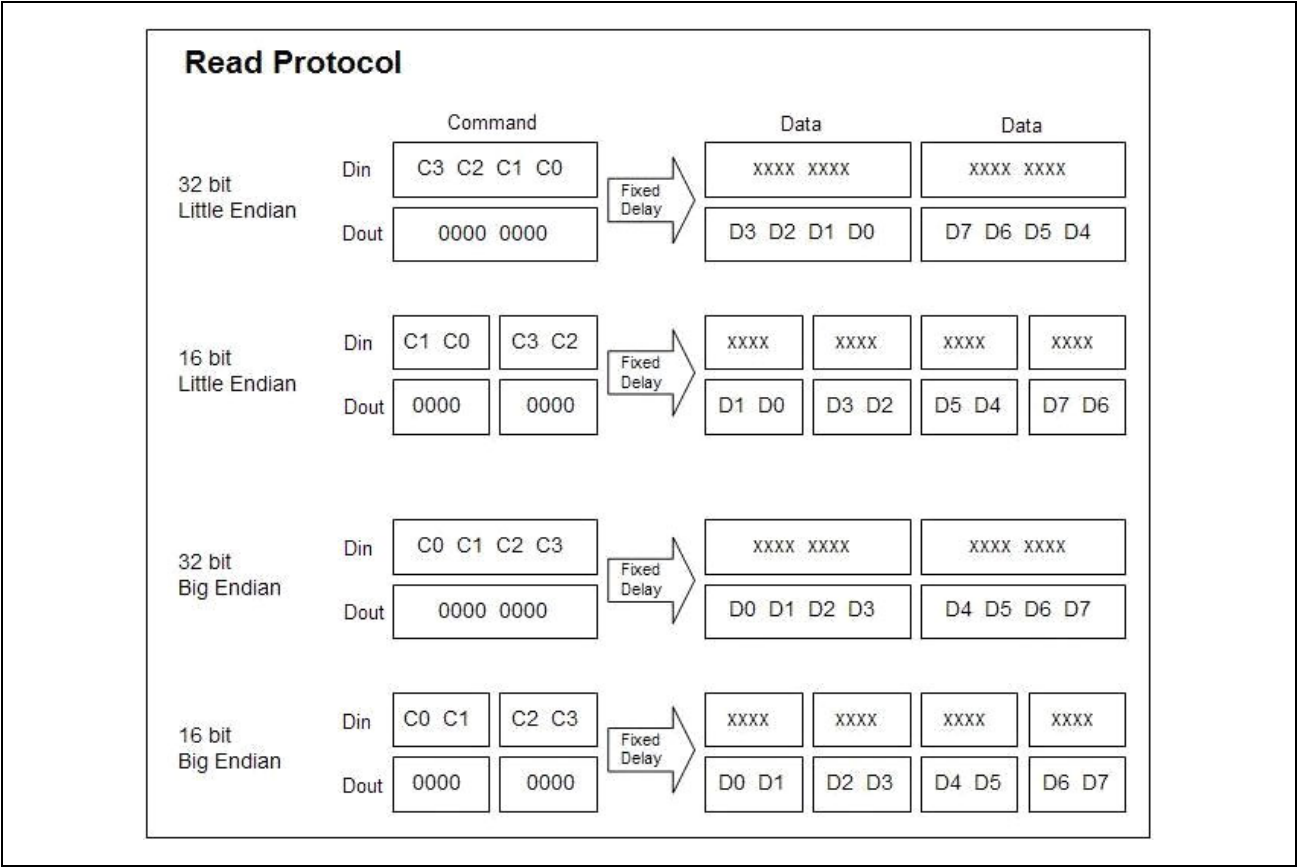 Read Protocol
Command Data Data
32 bit
Little Endian
Din C3 C2 C1 C0 XXXX XXXX XXXX XXXX
Fixed
Delay
Dout 0000 0000 D3 D2 D1 D0 D7 D6 D5 D4
16 bit
Little Endian
Din C1 C0 C3 C2 XXXX XXXX XXXX XXXX
Fixed
Delay
Dout 0000 0000 D1 D0 D3 D2 D5 D4 D7 D6
32 bit
Big Endian
Din C0 C1 C2 C3 XXXX XXXX XXXX XXXX
Fixed
Delay
Dout 0000 0000 D0 D1 D2 D3 D4 D5 D6 D7
16 bit
Big Endian
Din C0 C1 C2 C3 XXXX XXXX XXXX XXXX
Fixed
Delay
Dout 0000 0000 D0 D1 D2 D3 D4 D5 D6 D7